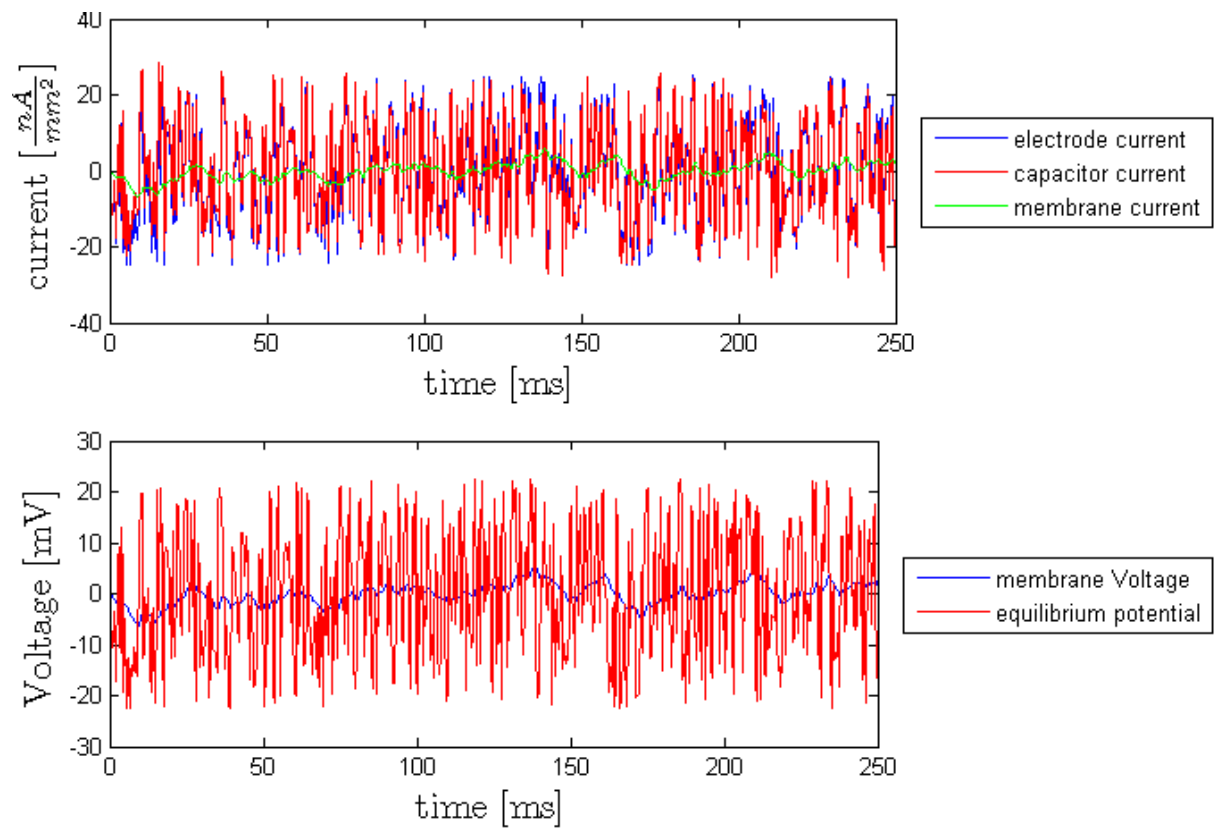 40
20
0
-20
-40
current [nA/mm²]
0 50 100 150 200 250
time [ms]
electrode current
capacitor current
membrane current
30
20
10
0
-10
-20
-30
Voltage [mV]
0 50 100 150 200 250
time [ms]
membrane Voltage
equilibrium potential